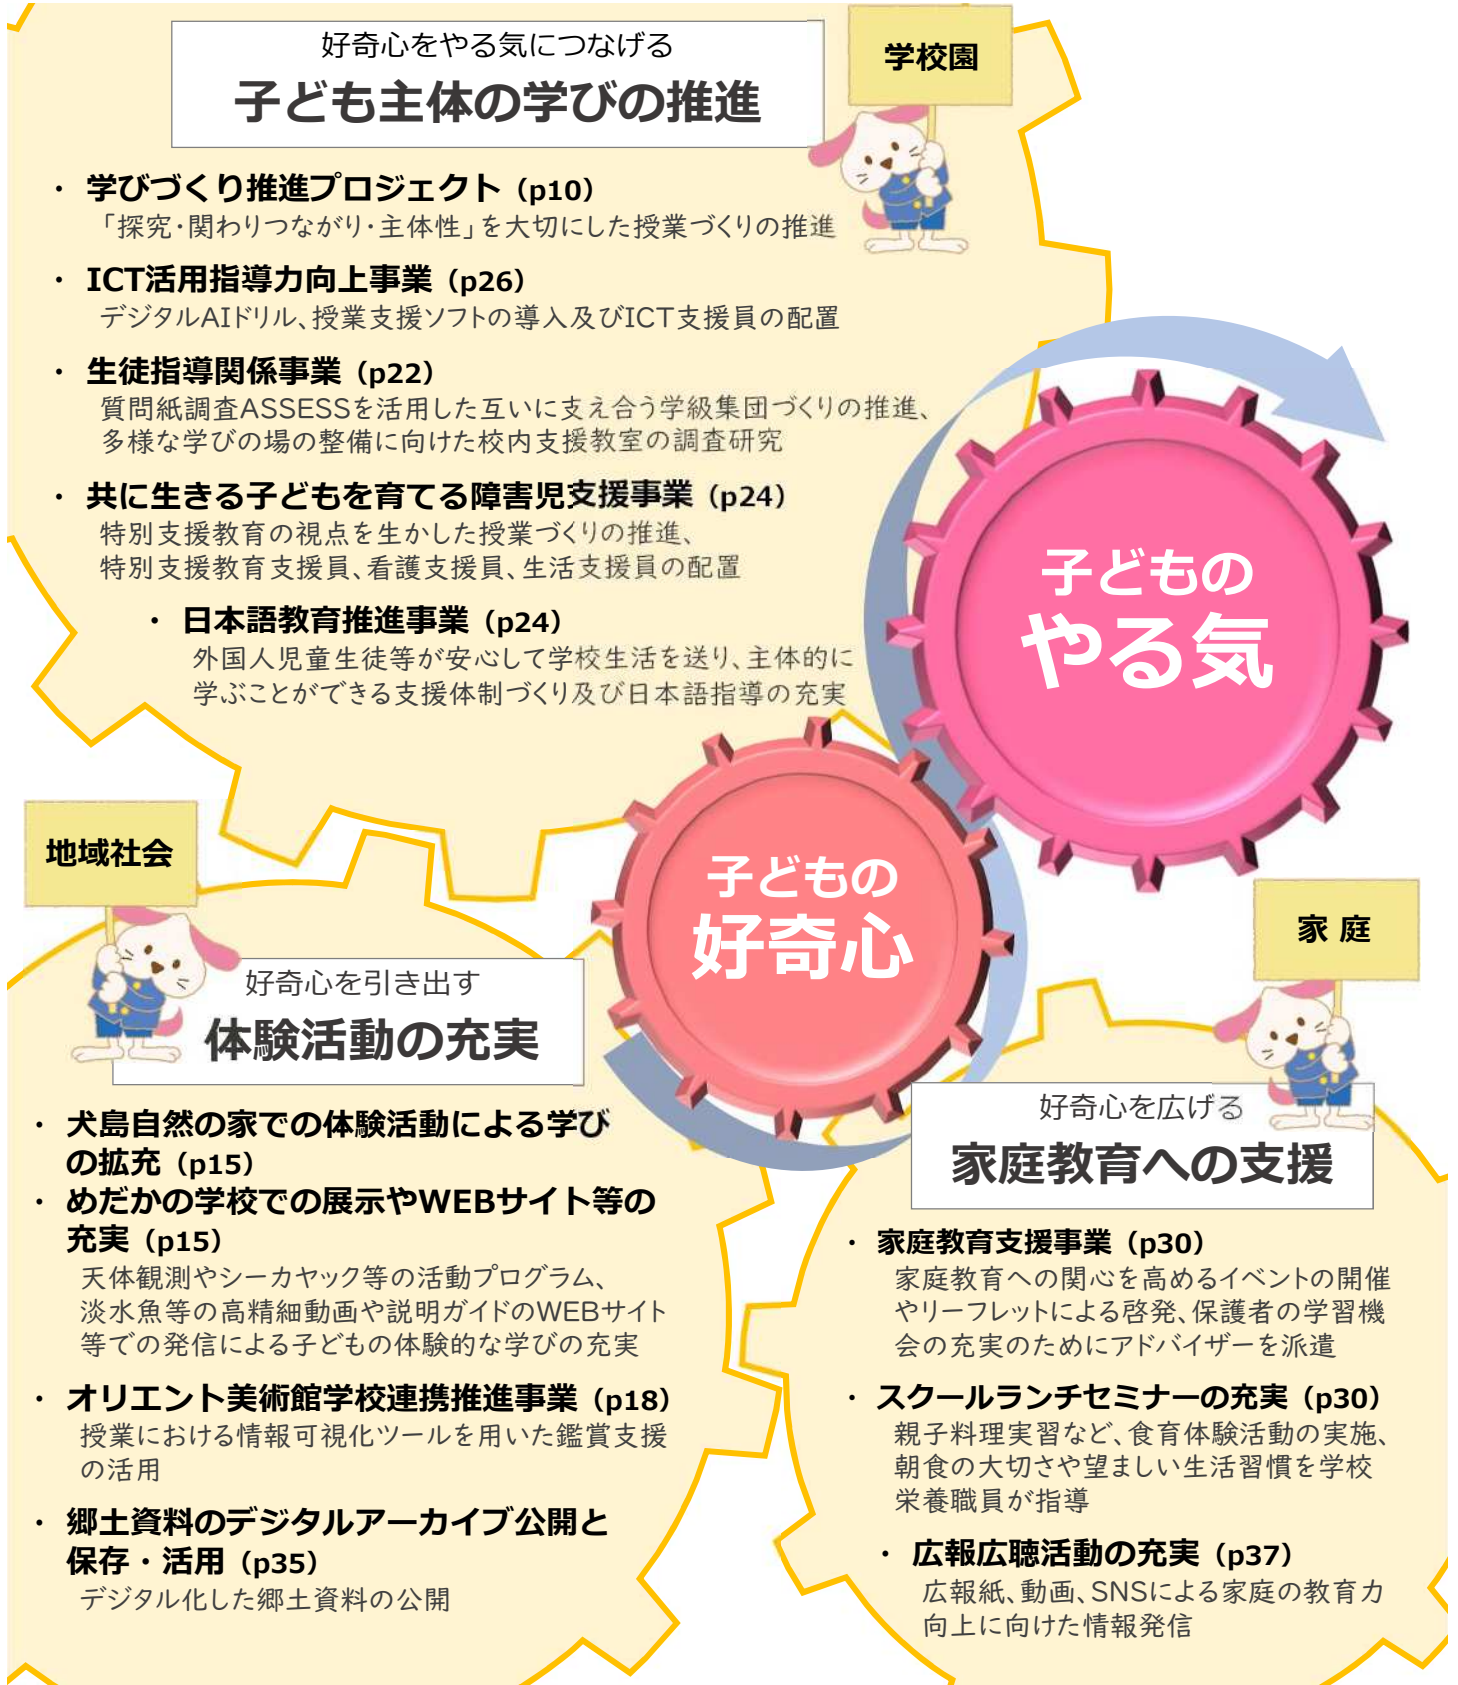 好奇心をやる気につなげる
子ども主体の学びの推進
学校園
・ 学びづくり推進プロジェクト（p10）
「探究・関わりつながり・主体性」を大切にした授業づくりの推進
・ ICT活用指導力向上事業（p26）
デジタルAIドリル、授業支援ソフトの導入及びICT支援員の配置
・ 生徒指導関係事業（p22）
質問紙調査ASSESSを活用した互いに支え合う学級集団づくりの推進、
多様な学びの場の整備に向けた校内支援教室の調査研究
・ 共に生きる子どもを育てる障害児支援事業（p24）
特別支援教育の視点を生かした授業づくりの推進、
特別支援教育支援員、看護支援員、生活支援員の配置
・ 日本語教育推進事業（p24）
外国人児童生徒等が安心して学校生活を送り、主体的に
学ぶことができる支援体制づくり及び日本語指導の充実
子どもの
やる気
子どもの
好奇心
地域社会
好奇心を引き出す
体験活動の充実
・ 犬島自然の家での体験活動による学び
の拡充（p15）
・ めだかの学校での展示やWEBサイト等の
充実（p15）
天体観測やシーカヤック等の活動プログラム、
淡水魚等の高精細動画や説明ガイドのWEBサイト
等での発信による子どもの体験的な学びの充実
・ オリエント美術館学校連携推進事業（p18）
授業における情報可視化ツールを用いた鑑賞支援
の活用
・ 郷土資料のデジタルアーカイブ公開と
保存・活用（p35）
デジタル化した郷土資料の公開
家 庭
好奇心を広げる
家庭教育への支援
・ 家庭教育支援事業（p30）
家庭教育への関心を高めるイベントの開催
やリーフレットによる啓発、保護者の学習機
会の充実のためにアドバイザーを派遣
・ スクールランチセミナーの充実（p30）
親子料理実習など、食育体験活動の実施、
朝食の大切さや望ましい生活習慣を学校
栄養職員が指導
・ 広報広聴活動の充実（p37）
広報紙、動画、SNSによる家庭の教育力
向上に向けた情報発信